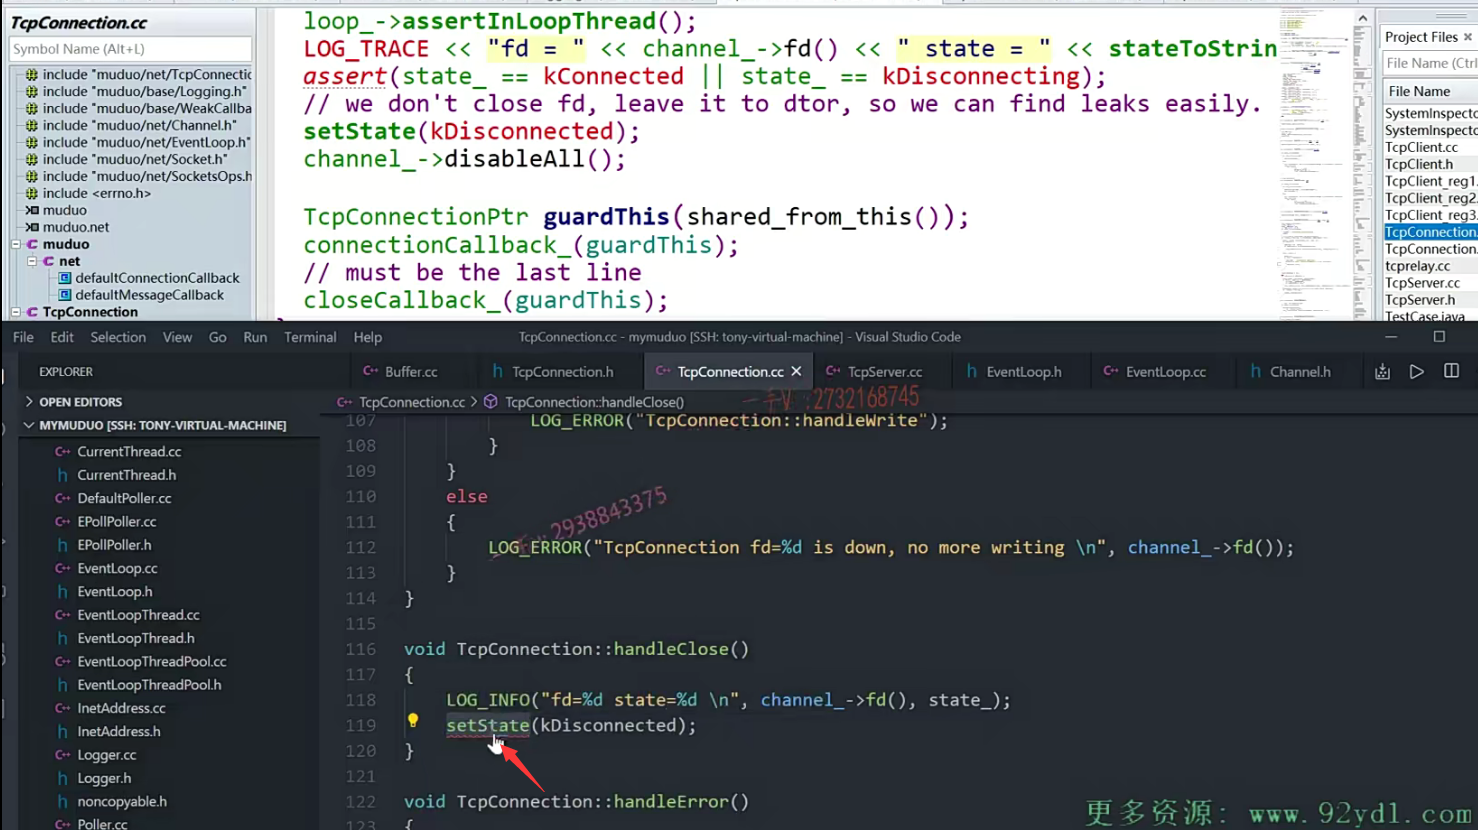 TcpConnection.cc
Symbol Name (Alt+L)
include "muduo/net/TcpConnectic
include "muduo/base/Logging.h"
include "muduo/base/WeakCallba
include "muduo/net/Channel.h"
include "muduo/net/EventLoop.h"
include "muduo/net/Socket.h"
include "muduo/net/SocketsOps.h
include <errno.h>
muduo
muduo.net
muduo
net
defaultConnectionCallback
defaultMessageCallback
TcpConnection
loop_->assertInLoopThread();
LOG_TRACE << "fd = " << channel_->fd() << " state = " << stateToStrin
assert(state_ == kConnected || state_ == kDisconnecting);
// we don't close fd, leave it to dtor, so we can find leaks easily.
setState(kDisconnected);
channel_->disableAll();
TcpConnectionPtr guardThis(shared_from_this());
connectionCallback_(guardThis);
// must be the last line
closeCallback_(guardThis);
Project Files ×
File Name (Ctrl
File Name
SystemInspecto
SystemInspecto
TcpClient.cc
TcpClient.h
TcpClient_reg1.
TcpClient_reg2.
TcpClient_reg3.
TcpConnection.
TcpConnection.
tcprelay.cc
TcpServer.cc
TcpServer.h
TestCase.java
File Edit Selection View Go Run Terminal Help
TcpConnection.cc - mymuduo [SSH: tony-virtual-machine] - Visual Studio Code
EXPLORER
Buffer.cc TcpConnection.h TcpConnection.cc × TcpServer.cc EventLoop.h EventLoop.cc Channel.h
OPEN EDITORS
MYMUDUO [SSH: TONY-VIRTUAL-MACHINE]
CurrentThread.cc
CurrentThread.h
DefaultPoller.cc
EPollPoller.cc
EPollPoller.h
EventLoop.cc
EventLoop.h
EventLoopThread.cc
EventLoopThread.h
EventLoopThreadPool.cc
EventLoopThreadPool.h
InetAddress.cc
InetAddress.h
Logger.cc
Logger.h
noncopyable.h
Poller.cc
TcpConnection.cc > TcpConnection::handleClose()
一手V :2732168745
107 LOG_ERROR("TcpConnection::handleWrite");
108 }
109 }
110 else
111 {
2938843375
112 LOG_ERROR("TcpConnection fd=%d is down, no more writing \n", channel_->fd());
113 }
114 }
115
116 void TcpConnection::handleClose()
117 {
118 LOG_INFO("fd=%d state=%d \n", channel_->fd(), state_);
119 setState(kDisconnected);
120 }
121
122 void TcpConnection::handleError()
123 {
更多资源: www.92ydl.com